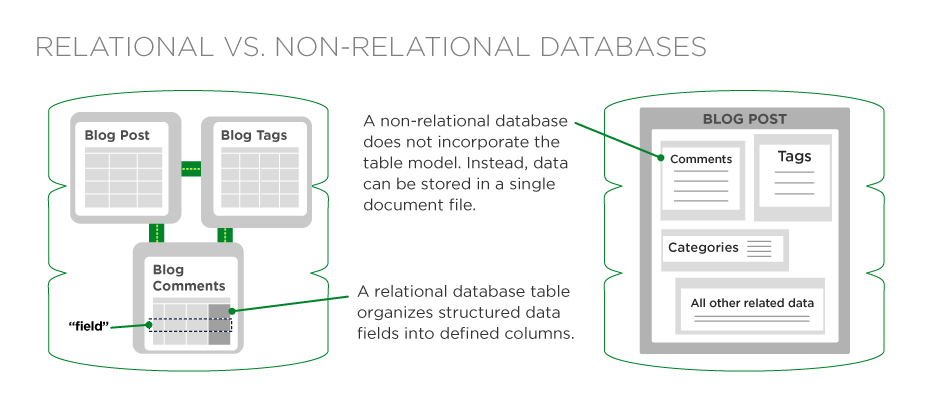 RELATIONAL VS. NON-RELATIONAL DATABASES
Blog Post
Blog Tags
Blog
Comments
“field”
A non-relational database
does not incorporate the
table model. Instead, data
can be stored in a single
document file.
A relational database table
organizes structured data
fields into defined columns.
BLOG POST
Comments
Tags
Categories
All other related data